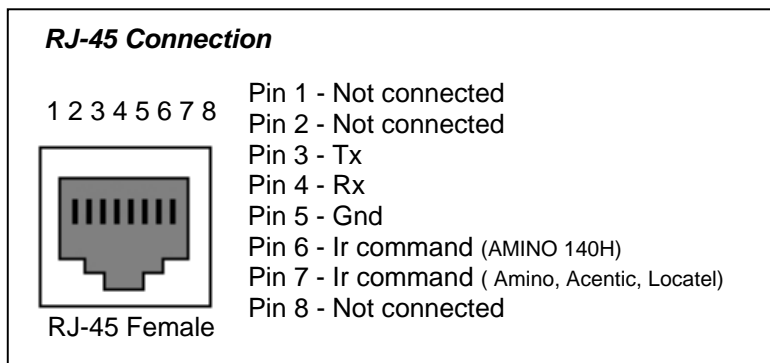 RJ-45 Connection
1 2 3 4 5 6 7 8
Pin 1 - Not connected
Pin 2 - Not connected
Pin 3 - Tx
Pin 4 - Rx
Pin 5 - Gnd
Pin 6 - Ir command (AMINO 140H)
Pin 7 - Ir command ( Amino, Acentic, Locatel)
Pin 8 - Not connected
RJ-45 Female